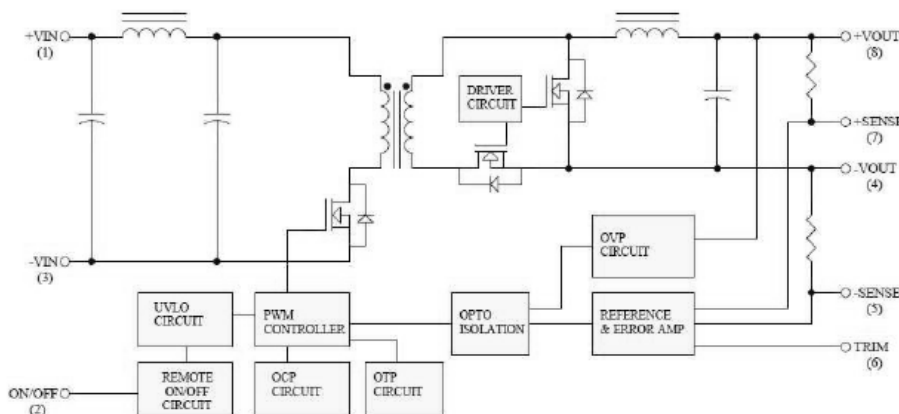 +VIN
(1)
+VOUT
(8)
DRIVER
CIRCUIT
+SENSE
(7)
-VOUT
(4)
-VIN
(3)
OVP
CIRCUIT
UVLO
CIRCUIT
PWM
CONTROLLER
OPTO
ISOLATION
REFERENCE
& ERROR AMP
-SENSE
(5)
TRIM
(6)
ON/OFF
(2)
REMOTE
ON/OFF
CIRCUIT
OCP
CIRCUIT
OTP
CIRCUIT